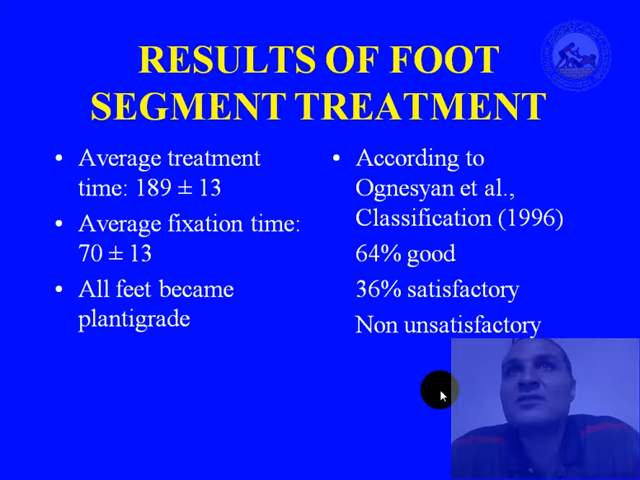 RESULTS OF FOOT
SEGMENT TREATMENT
• Average treatment
time: 189 ± 13
• Average fixation time:
70 ± 13
• All feet became
plantigrade
• According to
Ognesyan et al.,
Classification (1996)
64% good
36% satisfactory
Non unsatisfactory